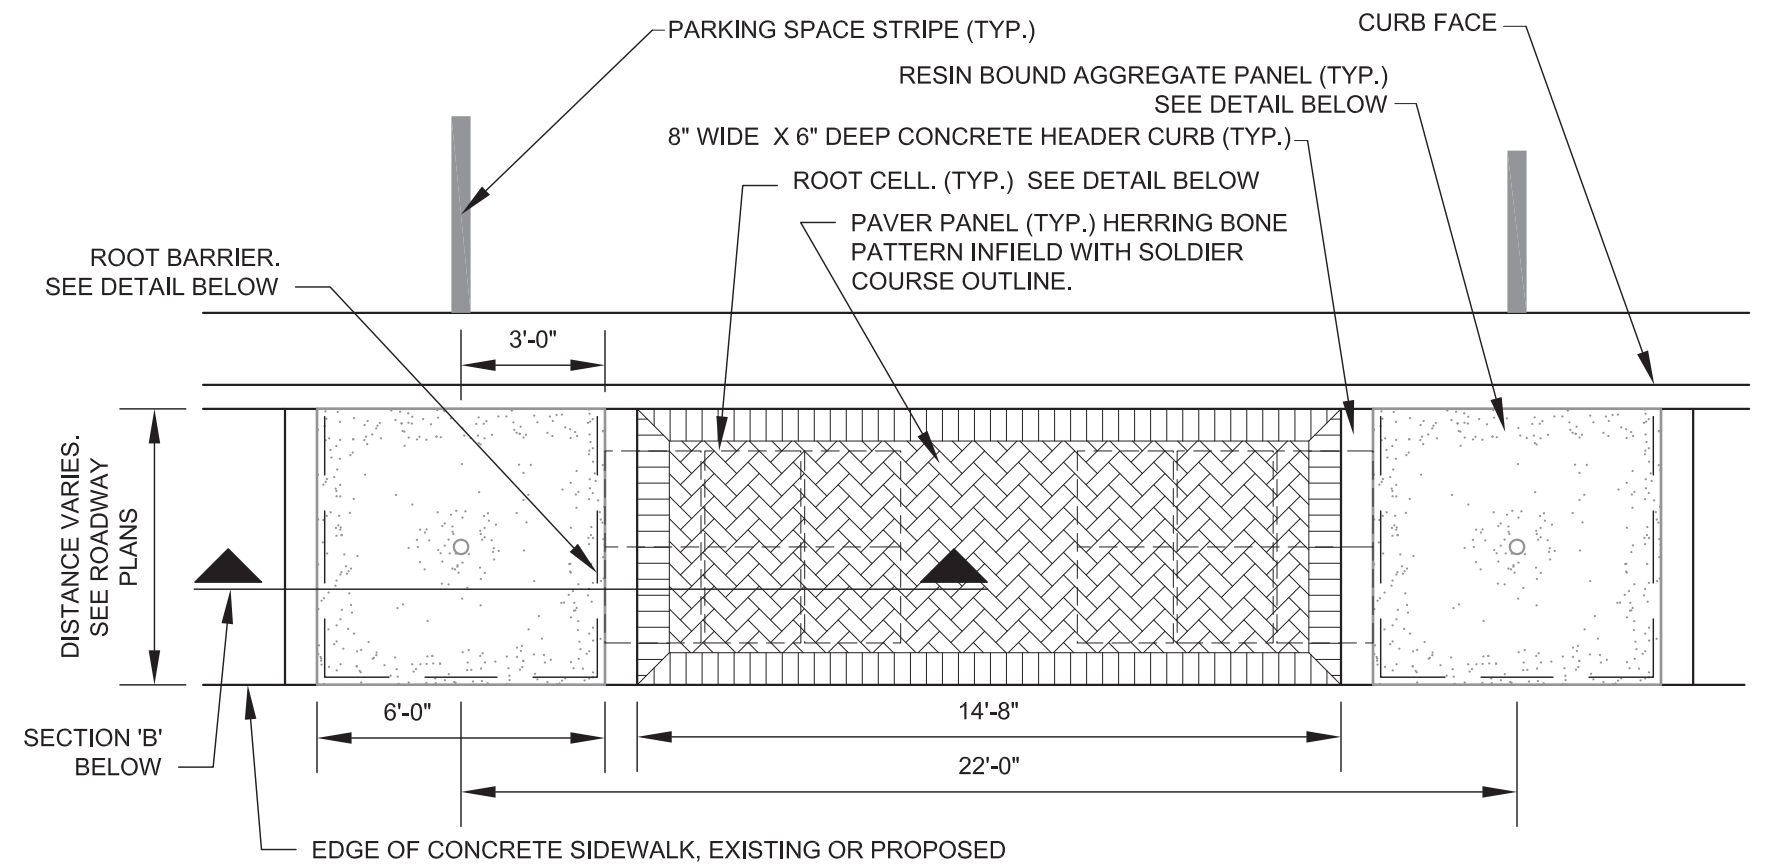 PARKING SPACE STRIPE (TYP.)
CURB FACE
RESIN BOUND AGGREGATE PANEL (TYP.)
SEE DETAIL BELOW
8" WIDE X 6" DEEP CONCRETE HEADER CURB (TYP.)
ROOT CELL. (TYP.) SEE DETAIL BELOW
PAVER PANEL (TYP.) HERRING BONE
PATTERN INFIELD WITH SOLDIER
COURSE OUTLINE.
ROOT BARRIER.
SEE DETAIL BELOW
3'-0"
DISTANCE VARIES.
SEE ROADWAY
PLANS
6'-0"
14'-8"
22'-0"
SECTION 'B'
BELOW
EDGE OF CONCRETE SIDEWALK, EXISTING OR PROPOSED